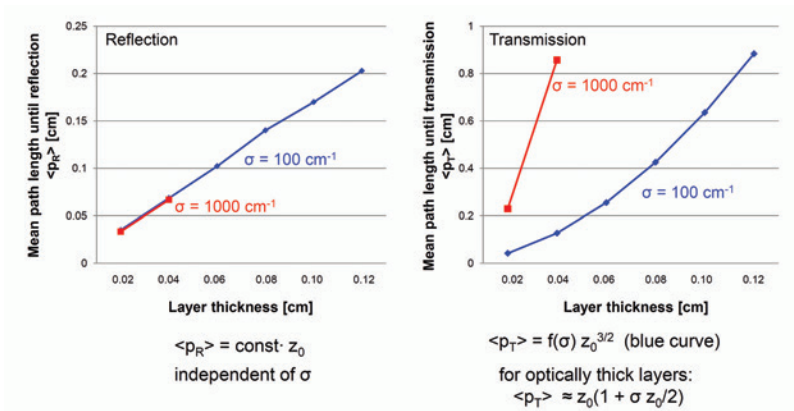 Reflection
Mean path length until reflection
<pR> [cm]
0.25
0.2
0.15
0.1
0.05
0
σ = 100 cm⁻¹
σ = 1000 cm⁻¹
0.02 0.04 0.06 0.08 0.10 0.12
Layer thickness [cm]
<pR> = const· z₀
independent of σ
Transmission
Mean path length until transmission
<pT> [cm]
1
0.8
0.6
0.4
0.2
0
σ = 1000 cm⁻¹
σ = 100 cm⁻¹
0.02 0.04 0.06 0.08 0.10 0.12
Layer thickness [cm]
<pT> = f(σ) z₀³ᐟ² (blue curve)
for optically thick layers:
<pT> ≈ z₀(1 + σ z₀/2)